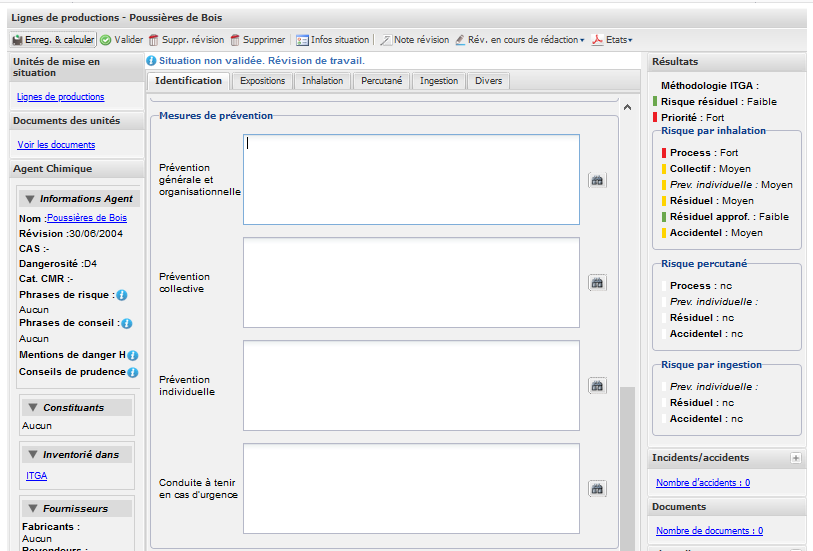 Lignes de productions - Poussières de Bois
Enreg. & calculer Valider Suppr. révision Supprimer Infos situation Note révision Rév. en cours de rédaction Etats
Unités de mise en
situation
Lignes de productions
Documents des unités
Voir les documents
Agent Chimique
Informations Agent
Nom :Poussières de Bois
Révision :30/06/2004
CAS :-
Dangerosité :D4
Cat. CMR :-
Phrases de risque :
Aucun
Phrases de conseil :
Aucun
Mentions de danger H
Conseils de prudence
Constituants
Aucun
Inventorié dans
ITGA
Fournisseurs
Fabricants :
Aucun
Revendeurs :
Situation non validée. Révision de travail.
Identification Expositions Inhalation Percutané Ingestion Divers
Mesures de prévention
Prévention
générale et
organisationnelle
Prévention
collective
Prévention
individuelle
Conduite à tenir
en cas d'urgence
Résultats
Méthodologie ITGA :
Risque résiduel : Faible
Priorité : Fort
Risque par inhalation
Process : Fort
Collectif : Moyen
Prev. individuelle : Moyen
Résiduel : Moyen
Résiduel approf. : Faible
Accidentel : Moyen
Risque percutané
Process : nc
Prev. individuelle :
Résiduel : nc
Accidentel : nc
Risque par ingestion
Prev. individuelle :
Résiduel : nc
Accidentel : nc
Incidents/accidents
Nombre d'accidents : 0
Documents
Nombre de documents : 0